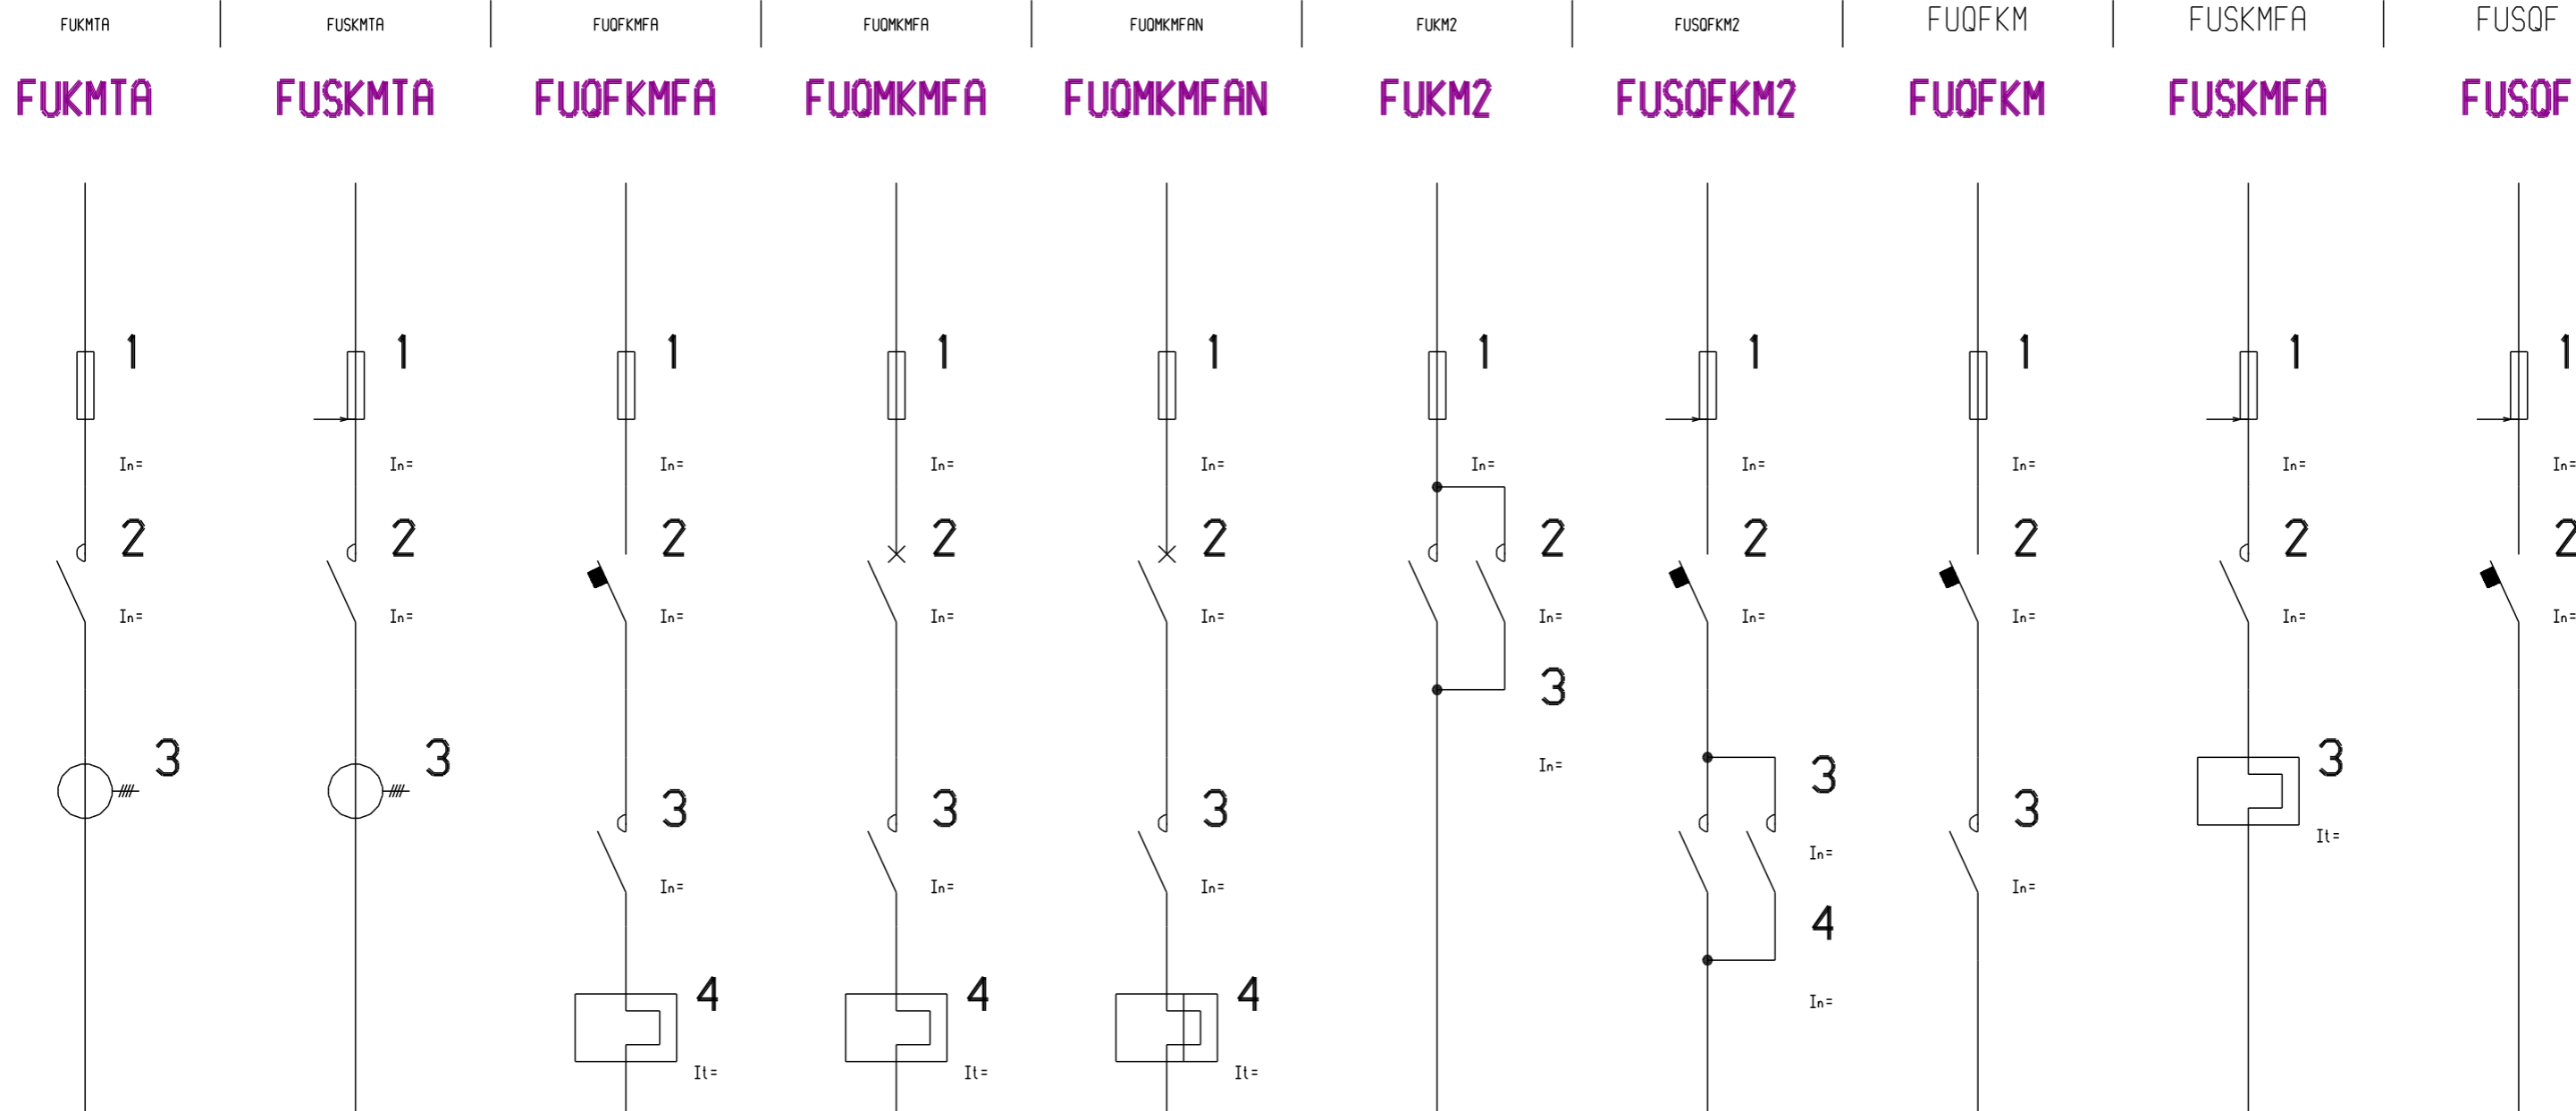 FUKMTA FUSKMTA FUQFKMFA FUQMKMFA FUQMKMFAN FUKM2 FUSQFKM2 FUQFKM FUSKMFA FUSQF
FUKMTA FUSKMTA FUQFKMFA FUQMKMFA FUQMKMFAN FUKM2 FUSQFKM2 FUQFKM FUSKMFA FUSQF
1 1 1 1 1 1 1 1 1 1
In= In= In= In= In= In= In= In= In= In=
2 2 2 2 2 2 2 2 2 2
In= In= In= In= In= In= In= In= In= In=
3
3 3 3 3
In=
3 3 3 3
It=
In=
In= In= In= In=
4
4 4 4
In=
It= It= It=